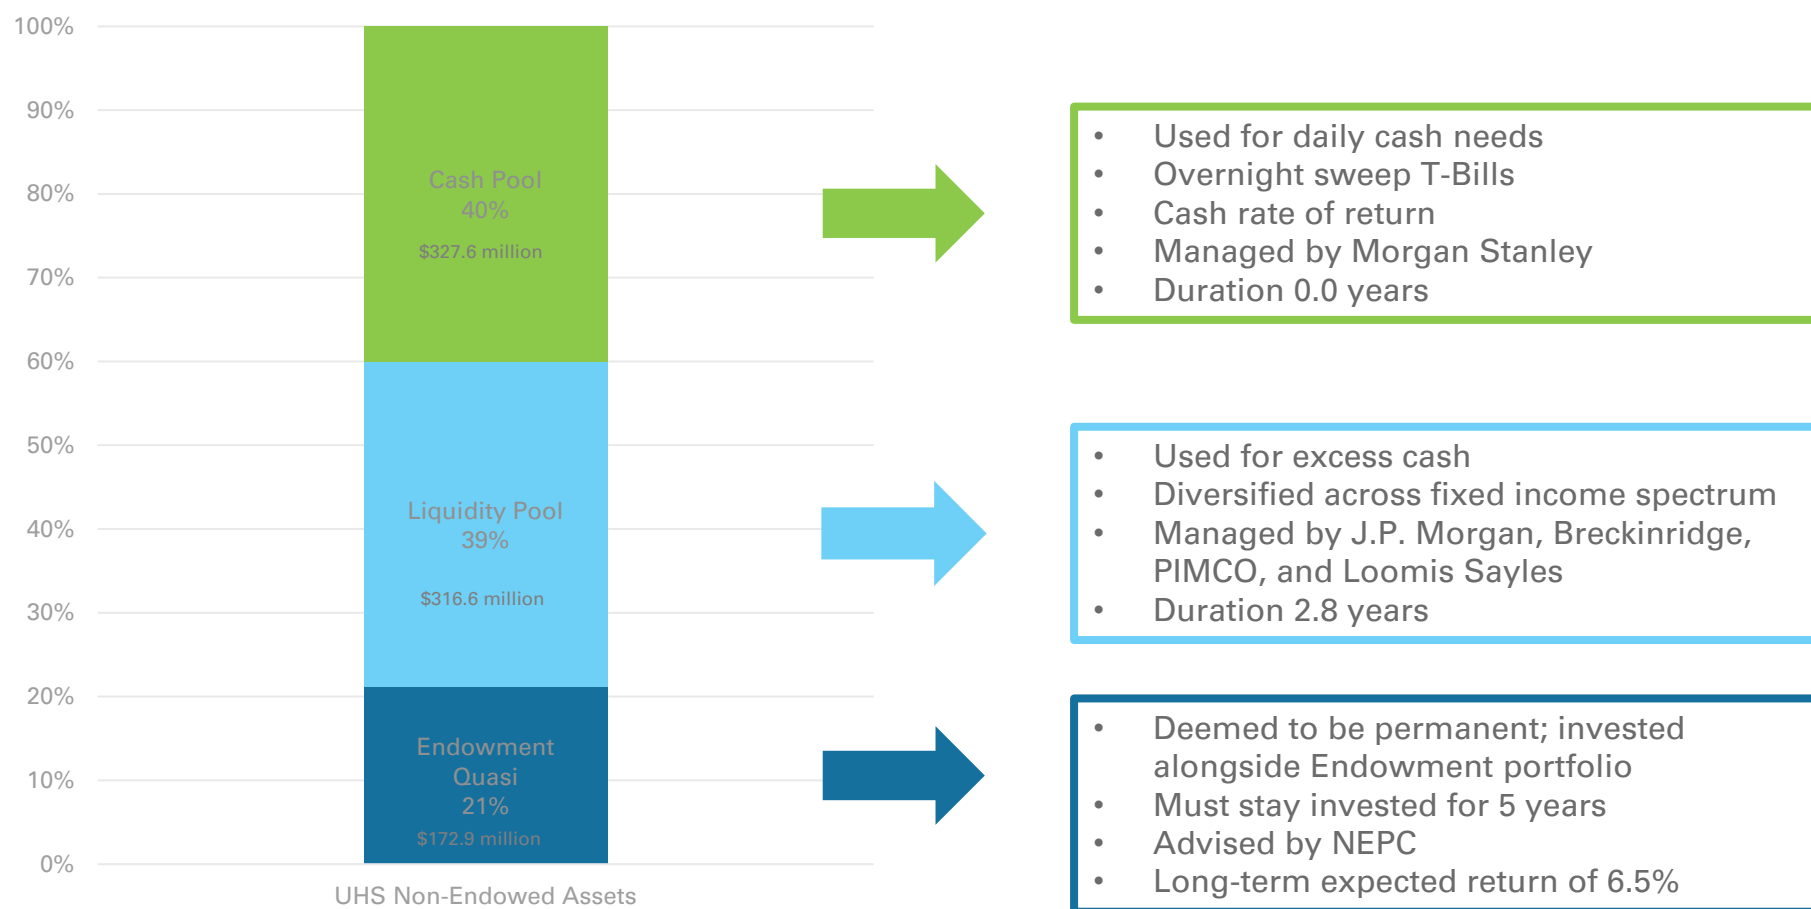 100%
90%
80%
70%
60%
50%
40%
30%
20%
10%
0%
Cash Pool
40%
$327.6 million
Liquidity Pool
39%
$316.6 million
Endowment
Quasi
21%
$172.9 million
UHS Non-Endowed Assets
• Used for daily cash needs
• Overnight sweep T-Bills
• Cash rate of return
• Managed by Morgan Stanley
• Duration 0.0 years
• Used for excess cash
• Diversified across fixed income spectrum
• Managed by J.P. Morgan, Breckinridge,
PIMCO, and Loomis Sayles
• Duration 2.8 years
• Deemed to be permanent; invested
alongside Endowment portfolio
• Must stay invested for 5 years
• Advised by NEPC
• Long-term expected return of 6.5%